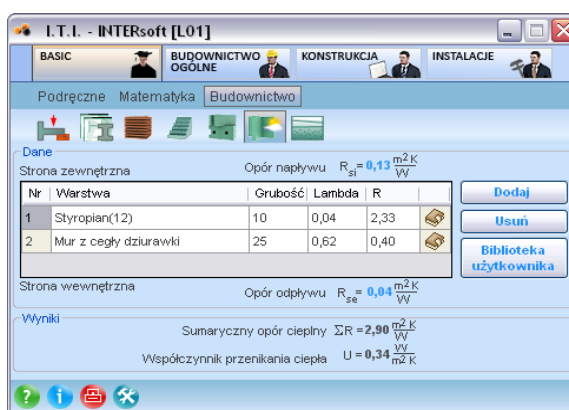 I.T.I. - INTERsoft [L01]
BASIC
BUDOWNICTWO OGÓLNE
KONSTRUKCJA
INSTALACJE
Podręczne Matematyka Budownictwo
Dane
Strona zewnętrzna
Opór napływu Rsi= 0,13 m2 K/W
Nr Warstwa Grubość Lambda R
1 Styropian(12) 10 0,04 2,33
2 Mur z cegły dziurawki 25 0,62 0,40
Dodaj
Usuń
Biblioteka
użytkownika
Strona wewnętrzna
Opór odpływu Rse= 0,04 m2 K/W
Wyniki
Sumaryczny opór cieplny ΣR =2,90 m2 K/W
Współczynnik przenikania ciepła U =0,34 W/m2 K